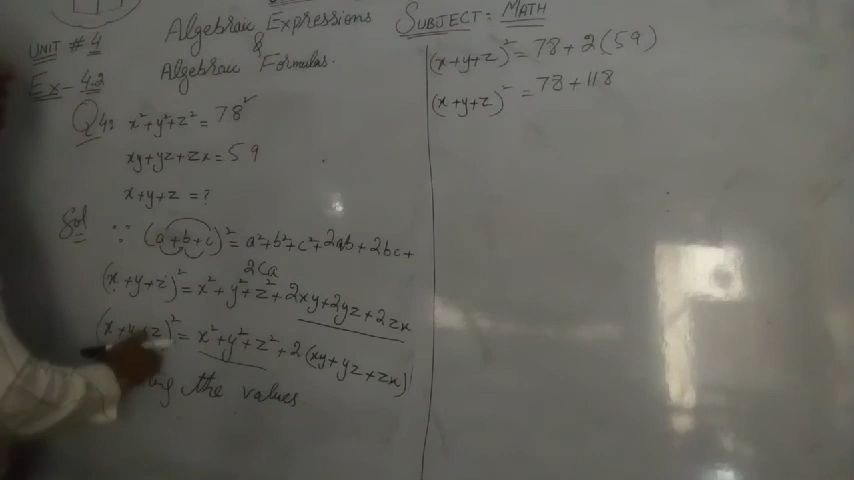 UNIT # 4
Ex - 4.2
Algebraic Expressions
&
Algebraic Formulas.
SUBJECT: MATH
Q4: x²+y²+z² = 78
xy+yz+zx = 59
x+y+z = ?
Sol
∵ (a+b+c)² = a²+b²+c²+2ab+2bc+
2ca
(x+y+z)² = x²+y²+z²+2xy+2yz+2zx
(x+y+z)² = x²+y²+z²+2(xy+yz+zx)
the values
(x+y+z)² = 78+2(59)
(x+y+z)² = 78+118